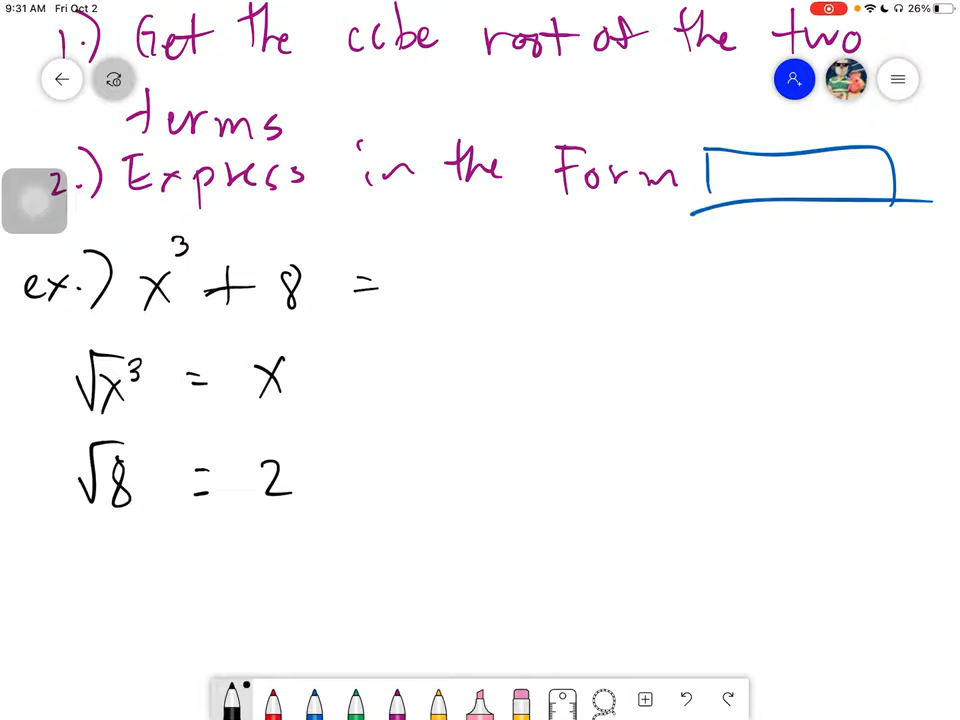 9:31 AM Fri Oct 2 26%
1.) Get the ccbe root of the two
terms
2.) Express in the Form
ex.) x³ + 8 =
√x³ = x
√8 = 2